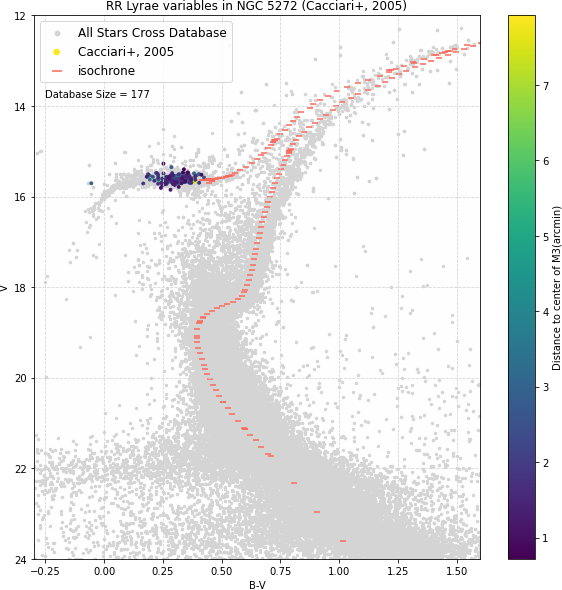 RR Lyrae variables in NGC 5272 (Cacciari+, 2005)
All Stars Cross Database
Cacciari+, 2005
isochrone
Database Size = 177
12
14
16
18
20
22
24
V
−0.25
0.00
0.25
0.50
0.75
1.00
1.25
1.50
B-V
7
6
5
4
3
2
1
Distance to center of M3(arcmin)